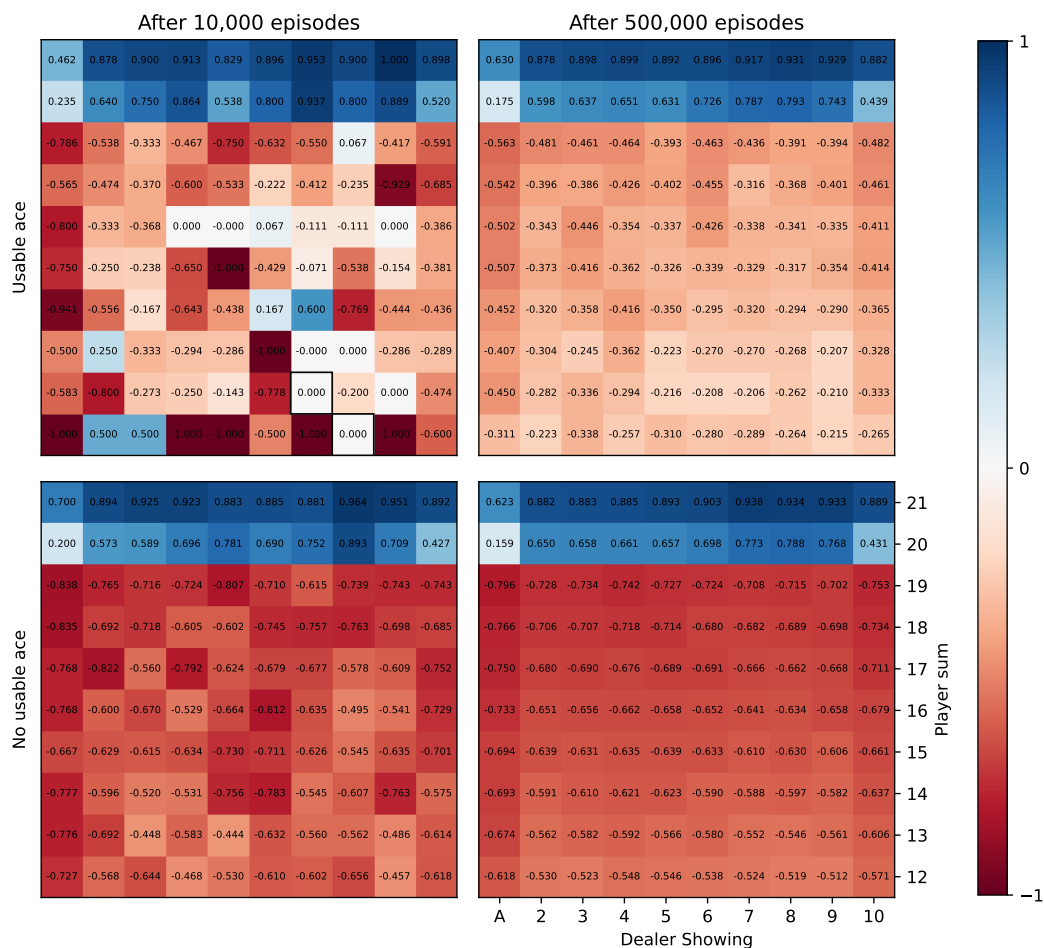 After 10,000 episodes After 500,000 episodes
Usable ace
0.462 0.878 0.900 0.913 0.829 0.896 0.953 0.900 1.000 0.898
0.235 0.640 0.750 0.864 0.538 0.800 0.937 0.800 0.889 0.520
-0.786 -0.538 -0.333 -0.467 -0.750 -0.632 -0.550 0.067 -0.417 -0.591
-0.565 -0.474 -0.370 -0.600 -0.533 -0.222 -0.412 -0.235 -0.929 -0.685
-0.800 -0.333 -0.368 0.000 -0.000 0.067 -0.111 -0.111 0.000 -0.386
-0.750 -0.250 -0.238 -0.650 -1.000 -0.429 -0.071 -0.538 -0.154 -0.381
-0.941 -0.556 -0.167 -0.643 -0.438 0.167 0.600 -0.769 -0.444 -0.436
-0.500 0.250 -0.333 -0.294 -0.286 -1.000 -0.000 0.000 -0.286 -0.289
-0.583 -0.800 -0.273 -0.250 -0.143 -0.778 0.000 -0.200 0.000 -0.474
-1.000 0.500 0.500 -1.000 -1.000 -0.500 -1.000 0.000 -1.000 -0.600
0.630 0.878 0.898 0.899 0.892 0.896 0.917 0.931 0.929 0.882
0.175 0.598 0.637 0.651 0.631 0.726 0.787 0.793 0.743 0.439
-0.563 -0.481 -0.461 -0.464 -0.393 -0.463 -0.436 -0.391 -0.394 -0.482
-0.542 -0.396 -0.386 -0.426 -0.402 -0.455 -0.316 -0.368 -0.401 -0.461
-0.502 -0.343 -0.446 -0.354 -0.337 -0.426 -0.338 -0.341 -0.335 -0.411
-0.507 -0.373 -0.416 -0.362 -0.326 -0.339 -0.329 -0.317 -0.354 -0.414
-0.452 -0.320 -0.358 -0.416 -0.350 -0.295 -0.320 -0.294 -0.290 -0.365
-0.407 -0.304 -0.245 -0.362 -0.223 -0.270 -0.270 -0.268 -0.207 -0.328
-0.450 -0.282 -0.336 -0.256 -0.216 -0.208 -0.206 -0.262 -0.210 -0.333
-0.311 -0.223 -0.338 -0.257 -0.310 -0.280 -0.289 -0.264 -0.215 -0.265
No usable ace
0.700 0.894 0.925 0.923 0.883 0.885 0.881 0.964 0.951 0.892
0.200 0.573 0.589 0.696 0.781 0.690 0.752 0.893 0.709 0.427
-0.838 -0.765 -0.716 -0.724 -0.807 -0.710 -0.615 -0.739 -0.743 -0.743
-0.835 -0.692 -0.718 -0.605 -0.602 -0.745 -0.757 -0.763 -0.698 -0.685
-0.768 -0.822 -0.560 -0.792 -0.624 -0.679 -0.677 -0.578 -0.609 -0.752
-0.768 -0.600 -0.670 -0.529 -0.664 -0.812 -0.635 -0.495 -0.541 -0.729
-0.667 -0.629 -0.615 -0.634 -0.730 -0.711 -0.626 -0.545 -0.635 -0.701
-0.777 -0.596 -0.520 -0.531 -0.756 -0.783 -0.545 -0.607 -0.763 -0.575
-0.776 -0.692 -0.448 -0.583 -0.444 -0.632 -0.560 -0.562 -0.486 -0.614
-0.727 -0.568 -0.644 -0.468 -0.530 -0.610 -0.602 -0.656 -0.457 -0.618
0.623 0.882 0.883 0.885 0.893 0.903 0.938 0.934 0.933 0.889 21
0.159 0.650 0.658 0.661 0.657 0.698 0.773 0.788 0.768 0.431 20
-0.796 -0.728 -0.734 -0.742 -0.727 -0.724 -0.708 -0.715 -0.702 -0.753 19
-0.766 -0.706 -0.707 -0.718 -0.714 -0.680 -0.682 -0.691 -0.698 -0.734 18
-0.750 -0.680 -0.690 -0.676 -0.689 -0.691 -0.666 -0.662 -0.668 -0.711 17
-0.733 -0.651 -0.656 -0.662 -0.658 -0.652 -0.641 -0.634 -0.658 -0.679 16
-0.694 -0.639 -0.631 -0.635 -0.639 -0.633 -0.610 -0.630 -0.606 -0.661 15
-0.693 -0.591 -0.610 -0.621 -0.623 -0.590 -0.588 -0.597 -0.582 -0.637 14
-0.674 -0.562 -0.582 -0.592 -0.566 -0.580 -0.552 -0.546 -0.561 -0.606 13
-0.618 -0.530 -0.523 -0.548 -0.546 -0.538 -0.524 -0.519 -0.512 -0.571 12
Player sum
A 2 3 4 5 6 7 8 9 10
Dealer Showing
1
0
−1